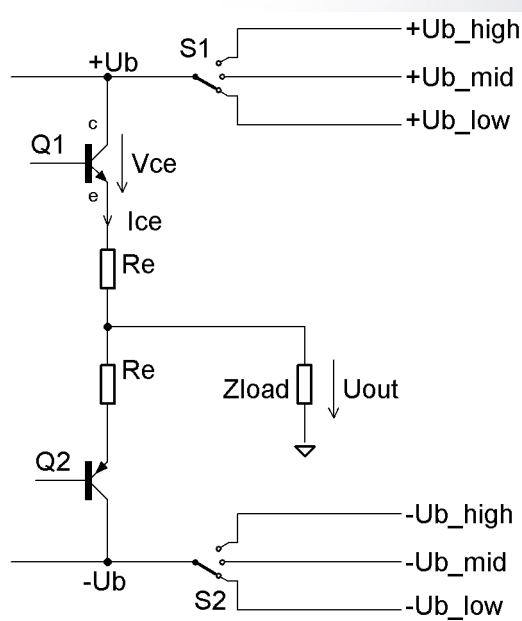 +Ub_high
S1
+Ub
+Ub_mid
+Ub_low
c
Q1
Vce
e
Ice
Re
Re
Zload
Uout
Q2
-Ub_high
-Ub_mid
-Ub
S2
-Ub_low